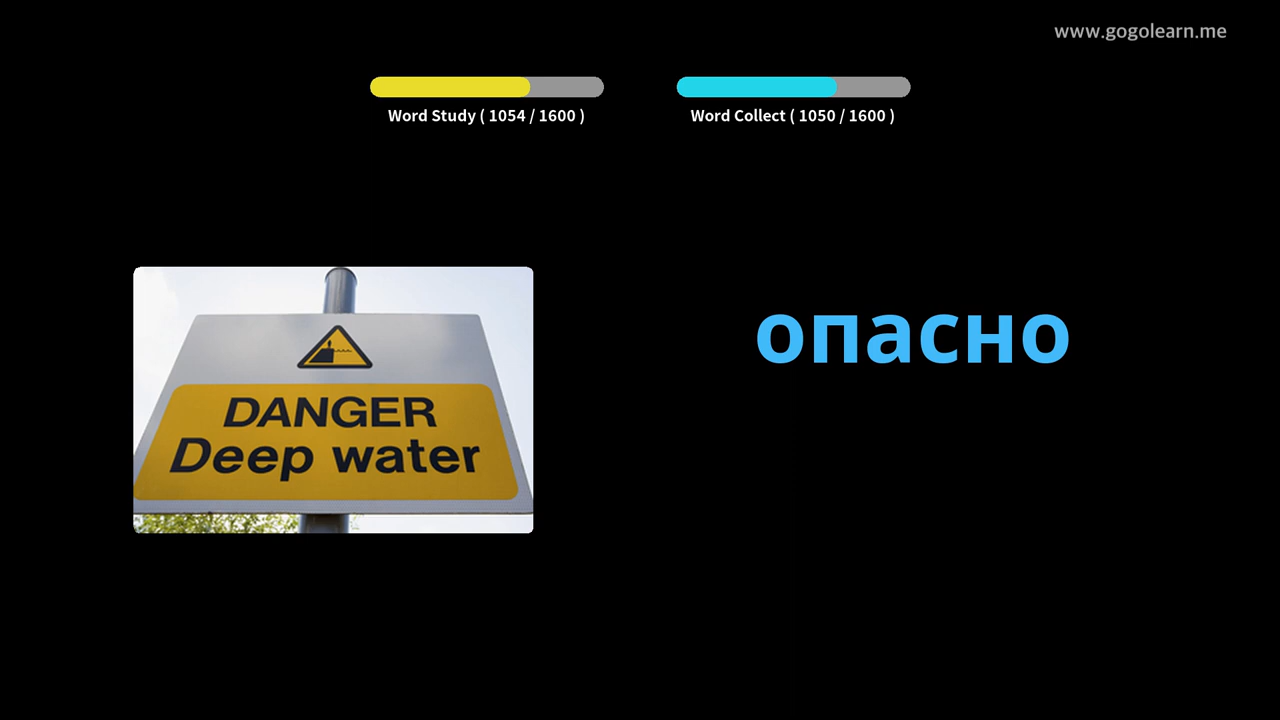 www.gogolearn.me
Word Study ( 1054 / 1600 )
Word Collect ( 1050 / 1600 )
DANGER
Deep water
опасно